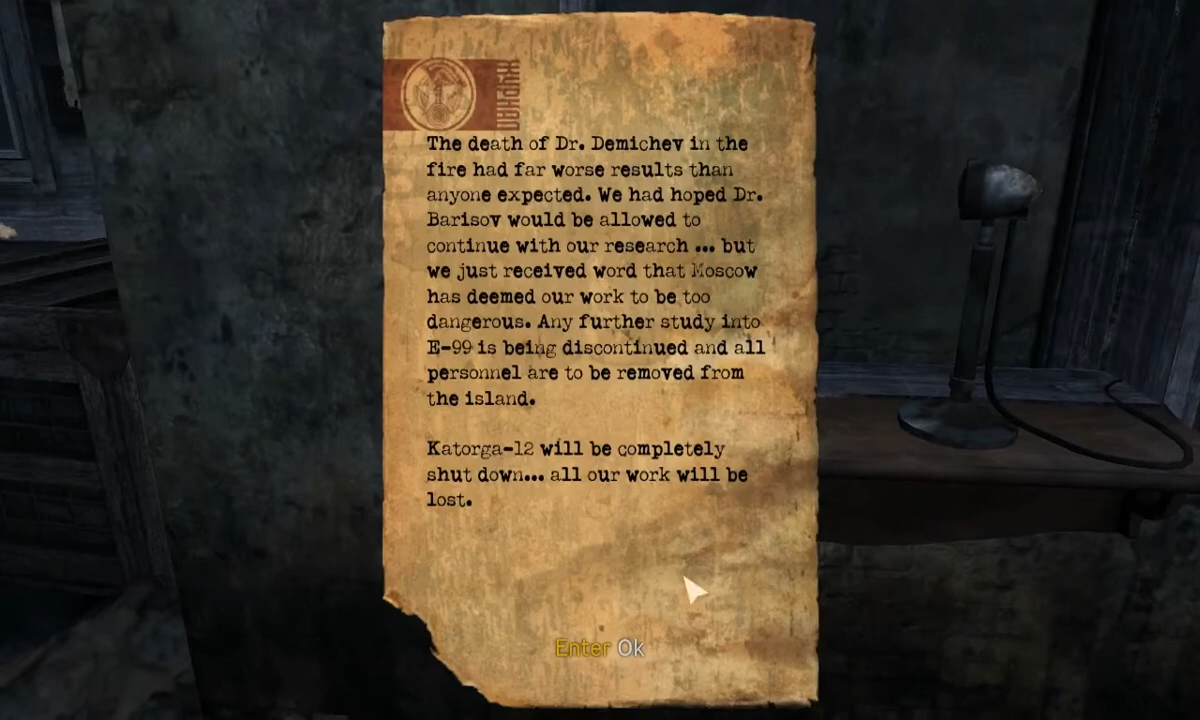 The death of Dr. Demichev in the
fire had far worse results than
anyone expected. We had hoped Dr.
Barisov would be allowed to
continue with our research ... but
we just received word that Moscow
has deemed our work to be too
dangerous. Any further study into
E-99 is being discontinued and all
personnel are to be removed from
the island.
Katorga-12 will be completely
shut down... all our work will be
lost.
Enter Ok